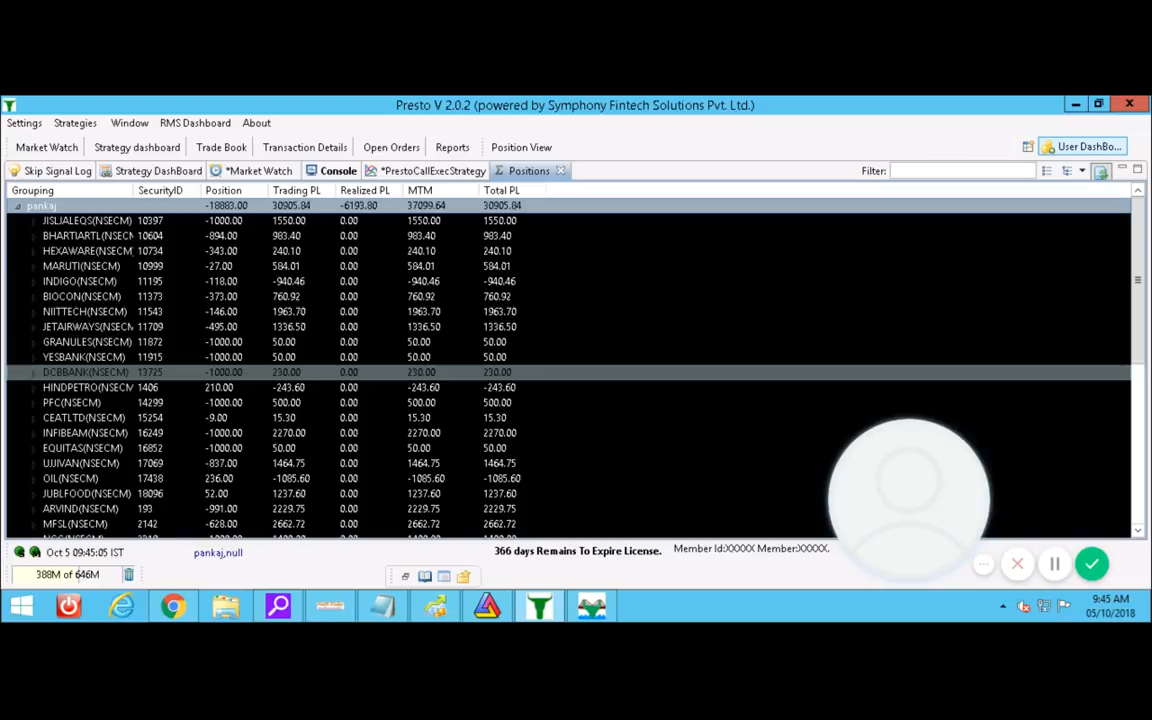 Presto V 2.0.2 (powered by Symphony Fintech Solutions Pvt. Ltd.)
Settings Strategies Window RMS Dashboard About
Market Watch Strategy dashboard Trade Book Transaction Details Open Orders Reports Position View User DashBo...
Skip Signal Log Strategy DashBoard *Market Watch Console *PrestoCallExecStrategy Positions Filter:
Grouping SecurityID Position Trading PL Realized PL MTM Total PL
pankaj -18883.00 30905.84 -6193.80 37099.64 30905.84
JISLJALEQS(NSECM) 10397 -1000.00 1550.00 0.00 1550.00 1550.00
BHARTIARTL(NSECM 10604 -894.00 983.40 0.00 983.40 983.40
HEXAWARE(NSECM 10734 -343.00 240.10 0.00 240.10 240.10
MARUTI(NSECM) 10999 -27.00 584.01 0.00 584.01 584.01
INDIGO(NSECM) 11195 -118.00 -940.46 0.00 -940.46 -940.46
BIOCON(NSECM) 11373 -373.00 760.92 0.00 760.92 760.92
NIITTECH(NSECM) 11543 -146.00 1963.70 0.00 1963.70 1963.70
JETAIRWAYS(NSECM 11709 -495.00 1336.50 0.00 1336.50 1336.50
GRANULES(NSECM) 11872 -1000.00 50.00 0.00 50.00 50.00
YESBANK(NSECM) 11915 -1000.00 50.00 0.00 50.00 50.00
DCBBANK(NSECM) 13725 -1000.00 230.00 0.00 230.00 230.00
HINDPETRO(NSECM 1406 210.00 -243.60 0.00 -243.60 -243.60
PFC(NSECM) 14299 -1000.00 500.00 0.00 500.00 500.00
CEATLTD(NSECM) 15254 -9.00 15.30 0.00 15.30 15.30
INFIBEAM(NSECM) 16249 -1000.00 2270.00 0.00 2270.00 2270.00
EQUITAS(NSECM) 16852 -1000.00 50.00 0.00 50.00 50.00
UJJIVAN(NSECM) 17069 -837.00 1464.75 0.00 1464.75 1464.75
OIL(NSECM) 17438 236.00 -1085.60 0.00 -1085.60 -1085.60
JUBLFOOD(NSECM) 18096 52.00 1237.60 0.00 1237.60 1237.60
ARVIND(NSECM) 193 -991.00 2229.75 0.00 2229.75 2229.75
MFSL(NSECM) 2142 -628.00 2662.72 0.00 2662.72 2662.72
Oct 5 09:45:05 IST pankaj,null 366 days Remains To Expire License. Member Id:XXXXX Member:XXXXX.
388M of 646M
9:45 AM
05/10/2018